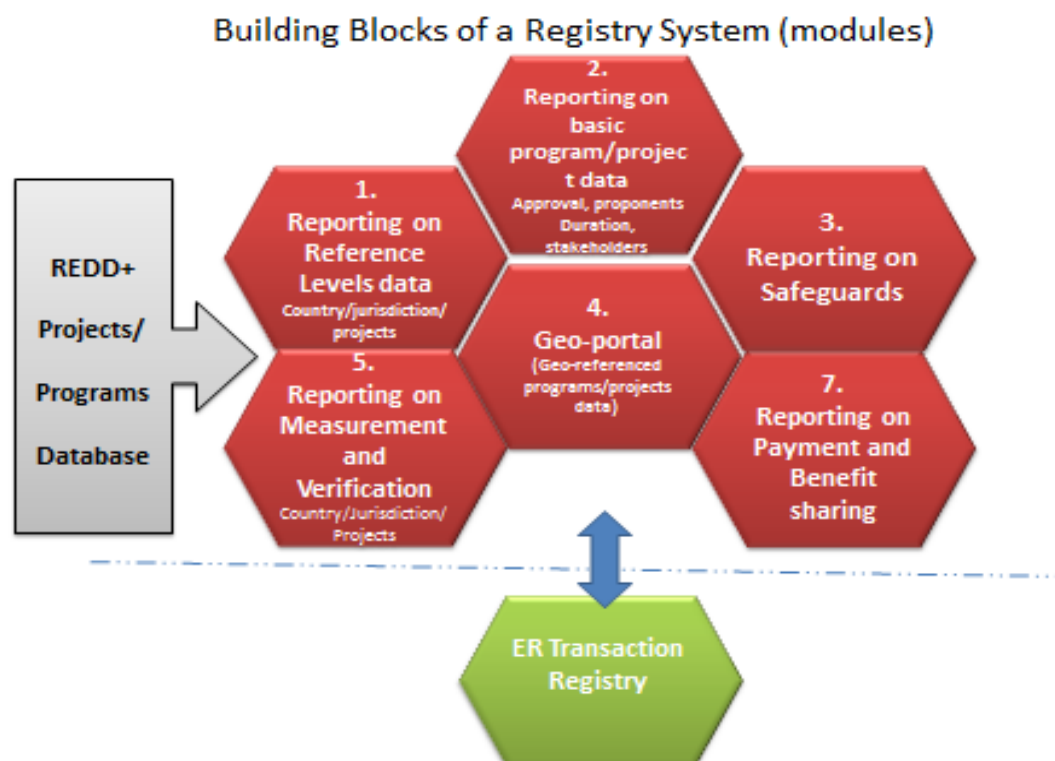 Building Blocks of a Registry System (modules)
REDD+
Projects/
Programs
Database
1.
Reporting on
Reference
Levels data
Country/jurisdiction/
projects
2.
Reporting on
basic
program/projec
t data
Approval, proponents
Duration,
stakeholders
3.
Reporting on
Safeguards
4.
Geo-portal
(Geo-referenced
programs/projects
data)
5.
Reporting on
Measurement
and
Verification
Country/Jurisdiction/
Projects
7.
Reporting on
Payment and
Benefit
sharing
ER Transaction
Registry